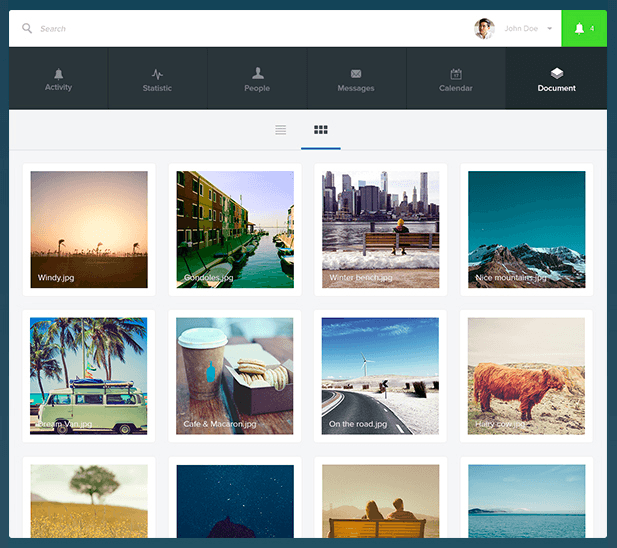 Search
John Doe
4
Activity
Statistic
People
Messages
Calendar
Document
Windy.jpg
Gondoles.jpg
Winter bench.jpg
Nice mountains.jpg
Dream Van.jpg
Cafe & Macaron.jpg
On the road.jpg
Hairy cow.jpg